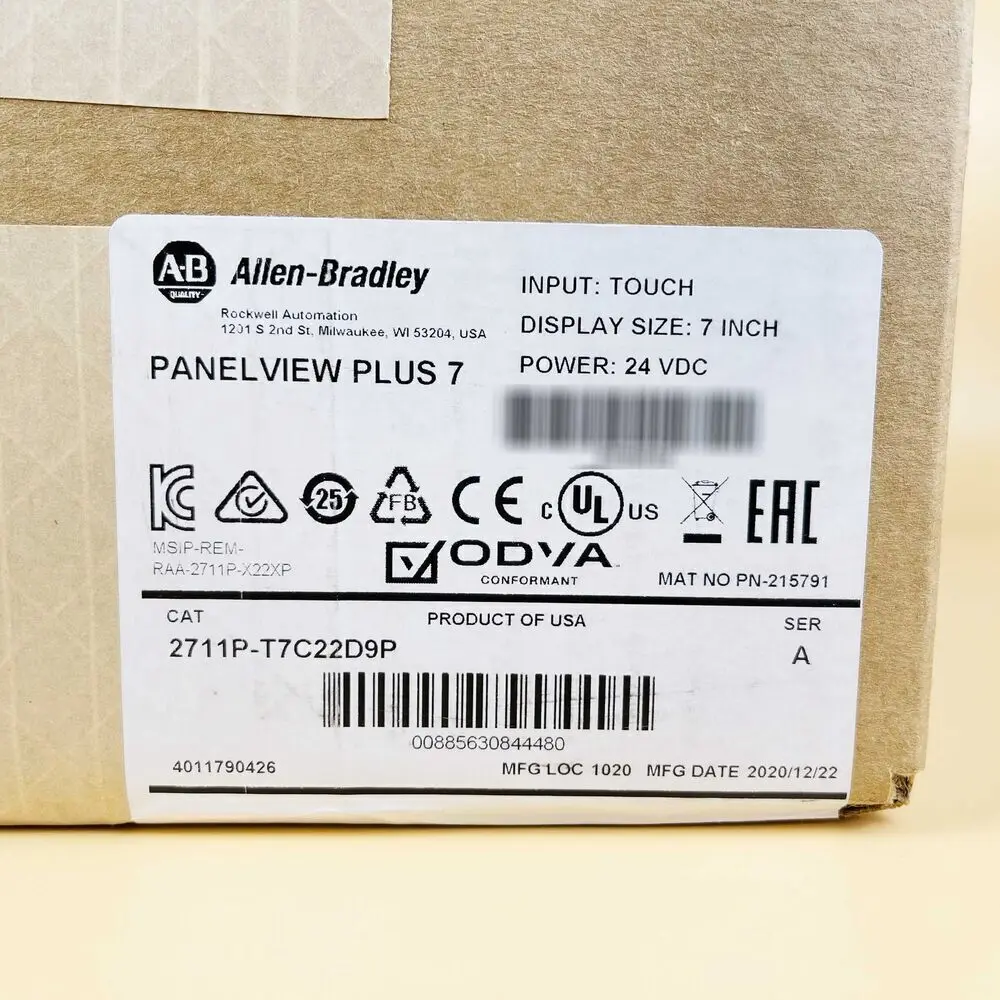 A·B
QUALITY
Allen-Bradley
Rockwell Automation
1201 S 2nd St, Milwaukee, WI 53204, USA
PANELVIEW PLUS 7
INPUT: TOUCH
DISPLAY SIZE: 7 INCH
POWER: 24 VDC
25
FB
CE
c UL US
EAC
MSIP-REM-
RAA-2711P-X22XP
ODVA
CONFORMANT
MAT NO PN-215791
CAT
PRODUCT OF USA
SER
2711P-T7C22D9P
A
00885630844480
4011790426
MFG LOC 1020 MFG DATE 2020/12/22